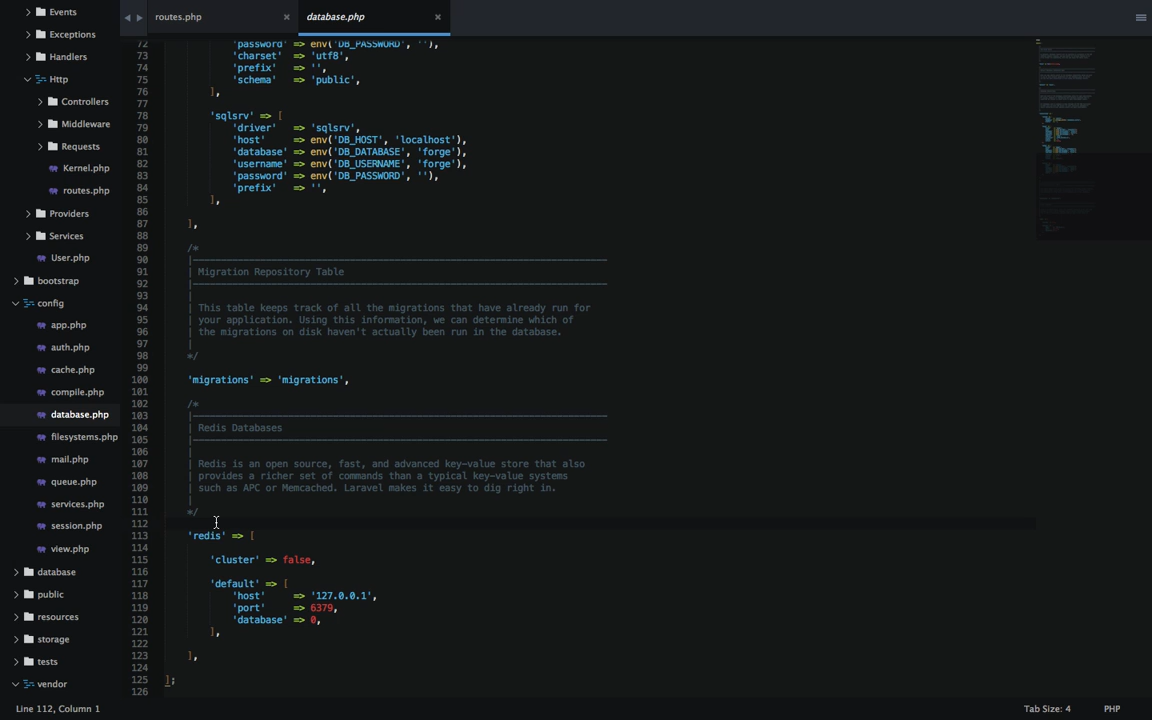 Events
Exceptions
Handlers
Http
Controllers
Middleware
Requests
Kernel.php
routes.php
Providers
Services
User.php
bootstrap
config
app.php
auth.php
cache.php
compile.php
database.php
filesystems.php
mail.php
queue.php
services.php
session.php
view.php
database
public
resources
storage
tests
vendor
routes.php
database.php
72 'password' => env('DB_PASSWORD', ''),
73 'charset' => 'utf8',
74 'prefix' => '',
75 'schema' => 'public',
76 ],
77
78 'sqlsrv' => [
79 'driver' => 'sqlsrv',
80 'host' => env('DB_HOST', 'localhost'),
81 'database' => env('DB_DATABASE', 'forge'),
82 'username' => env('DB_USERNAME', 'forge'),
83 'password' => env('DB_PASSWORD', ''),
84 'prefix' => '',
85 ],
86
87 ],
88
89 /*
90 |--------------------------------------------------------------------------
91 | Migration Repository Table
92 |--------------------------------------------------------------------------
93 |
94 | This table keeps track of all the migrations that have already run for
95 | your application. Using this information, we can determine which of
96 | the migrations on disk haven't actually been run in the database.
97 |
98 */
99
100 'migrations' => 'migrations',
101
102 /*
103 |--------------------------------------------------------------------------
104 | Redis Databases
105 |--------------------------------------------------------------------------
106 |
107 | Redis is an open source, fast, and advanced key-value store that also
108 | provides a richer set of commands than a typical key-value systems
109 | such as APC or Memcached. Laravel makes it easy to dig right in.
110 |
111 */
112
113 'redis' => [
114
115 'cluster' => false,
116
117 'default' => [
118 'host' => '127.0.0.1',
119 'port' => 6379,
120 'database' => 0,
121 ],
122
123 ],
124
125 ];
126
Line 112, Column 1
Tab Size: 4
PHP